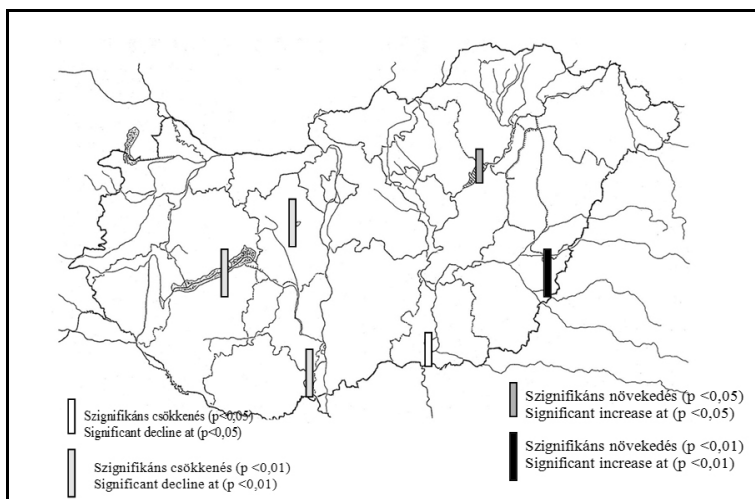 Szignifikáns csökkenés (p<0,05)
Significant decline at (p<0,05)
Szignifikáns csökkenés (p <0,01)
Significant decline at (p <0,01)
Szignifikáns növekedés (p <0,05)
Significant increase at (p <0,05)
Szignifikáns növekedés (p <0,01)
Significant increase at (p <0,01)